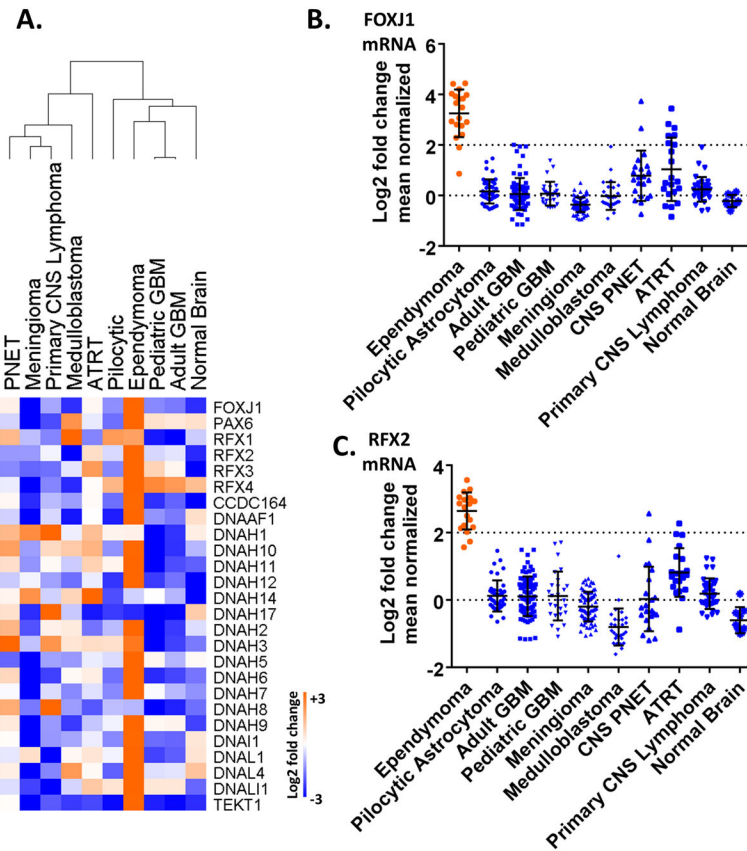 A.
PNET
Meningioma
Primary CNS Lymphoma
Medulloblastoma
ATRT
Pilocytic
Ependymoma
Pediatric GBM
Adult GBM
Normal Brain
FOXJ1
PAX6
RFX1
RFX2
RFX3
RFX4
CCDC164
DNAAF1
DNAH1
DNAH10
DNAH11
DNAH12
DNAH14
DNAH17
DNAH2
DNAH3
DNAH5
DNAH6
DNAH7
DNAH8
DNAH9
DNAI1
DNAL1
DNAL4
DNALI1
TEKT1
Log2 fold change
+3
-3
B.
FOXJ1
mRNA
Log2 fold change
mean normalized
6
4
2
0
-2
Ependymoma
Pilocytic Astrocytoma
Adult GBM
Pediatric GBM
Meningioma
Medulloblastoma
CNS PNET
ATRT
Primary CNS Lymphoma
Normal Brain
C.
RFX2
mRNA
Log2 fold change
mean normalized
4
2
0
-2
Ependymoma
Pilocytic Astrocytoma
Adult GBM
Pediatric GBM
Meningioma
Medulloblastoma
CNS PNET
ATRT
Primary CNS Lymphoma
Normal Brain